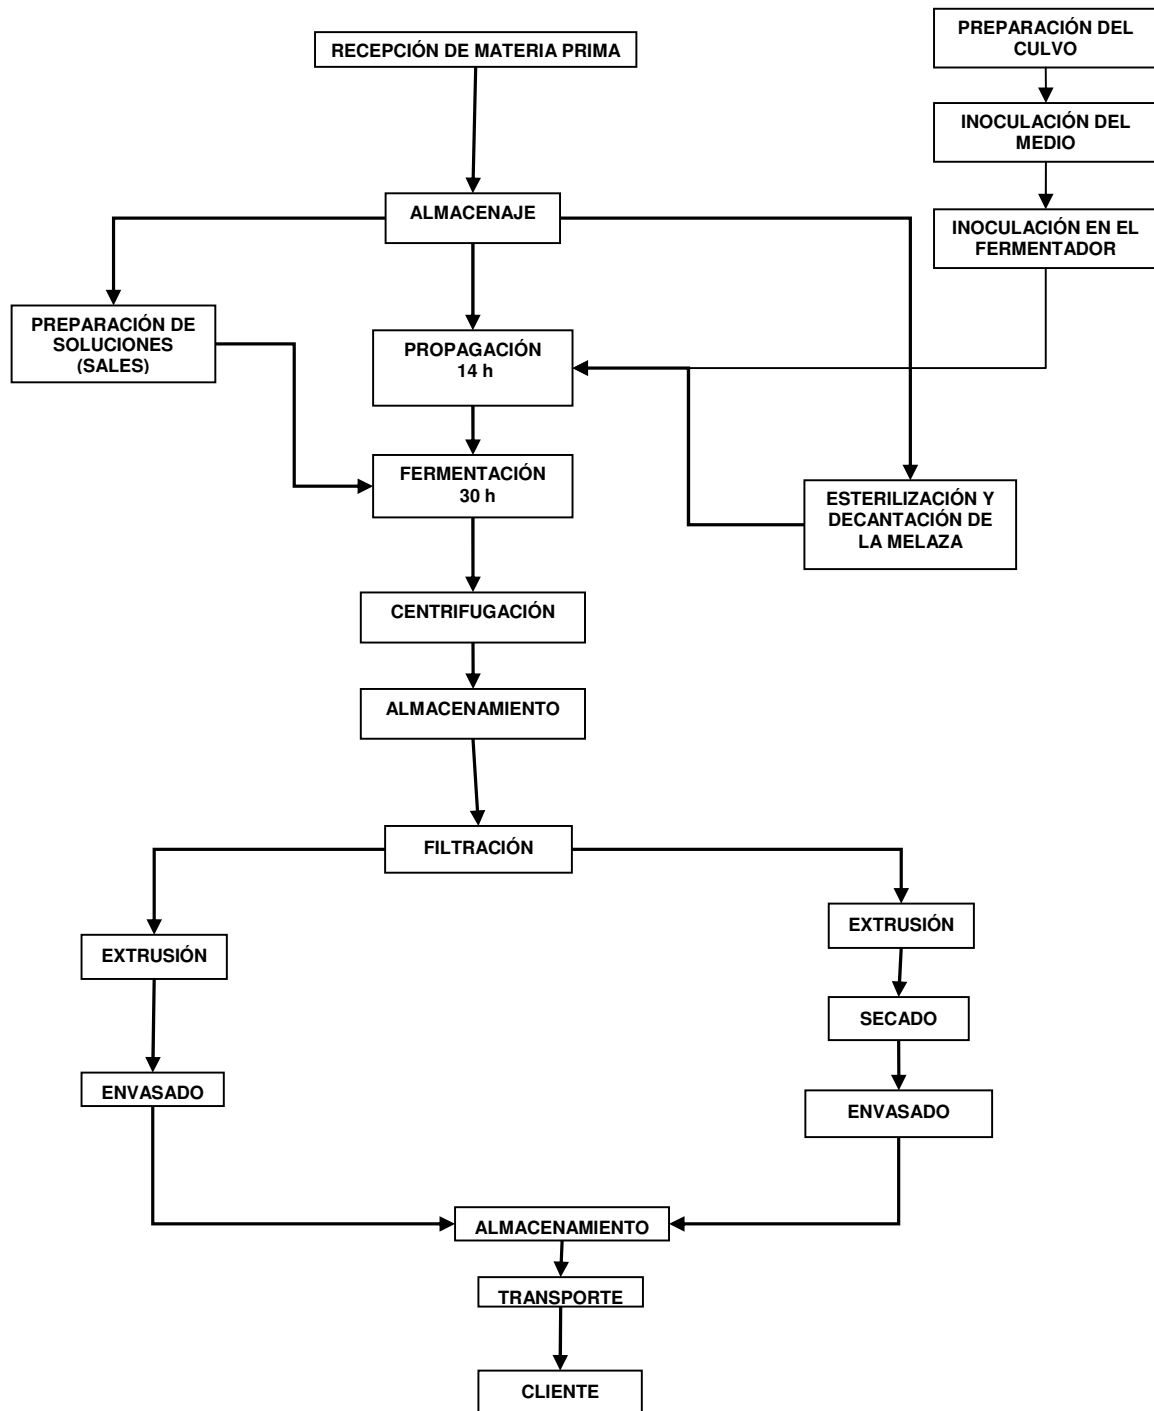 RECEPCIÓN DE MATERIA PRIMA
PREPARACIÓN DEL
CULVO
INOCULACIÓN DEL
MEDIO
ALMACENAJE
INOCULACIÓN EN EL
FERMENTADOR
PREPARACIÓN DE
SOLUCIONES
(SALES)
PROPAGACIÓN
14 h
FERMENTACIÓN
30 h
ESTERILIZACIÓN Y
DECANTACIÓN DE
LA MELAZA
CENTRIFUGACIÓN
ALMACENAMIENTO
FILTRACIÓN
EXTRUSIÓN
EXTRUSIÓN
SECADO
ENVASADO
ENVASADO
ALMACENAMIENTO
TRANSPORTE
CLIENTE